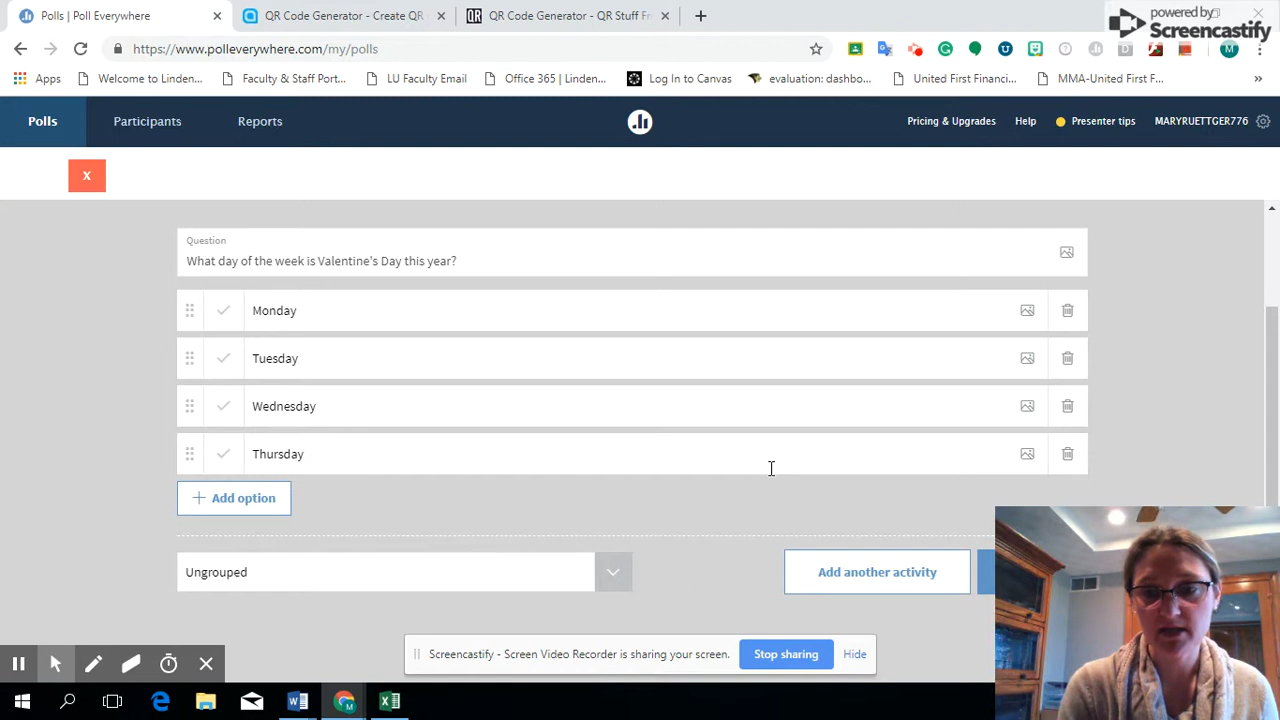 Polls | Poll Everywhere
QR Code Generator - Create QR
QR Code Generator - QR Stuff Fr
powered by
Screencastify
https://www.polleverywhere.com/my/polls
Apps
Welcome to Linden...
Faculty & Staff Port...
LU Faculty Email
Office 365 | Linden...
Log In to Canvas
evaluation: dashbo...
United First Financi...
MMA-United First F...
»
Polls
Participants
Reports
Pricing & Upgrades
Help
Presenter tips
MARYRUETTGER776
X
Question
What day of the week is Valentine's Day this year?
Monday
Tuesday
Wednesday
Thursday
+ Add option
Ungrouped
Add another activity
Screencastify - Screen Video Recorder is sharing your screen.
Stop sharing
Hide